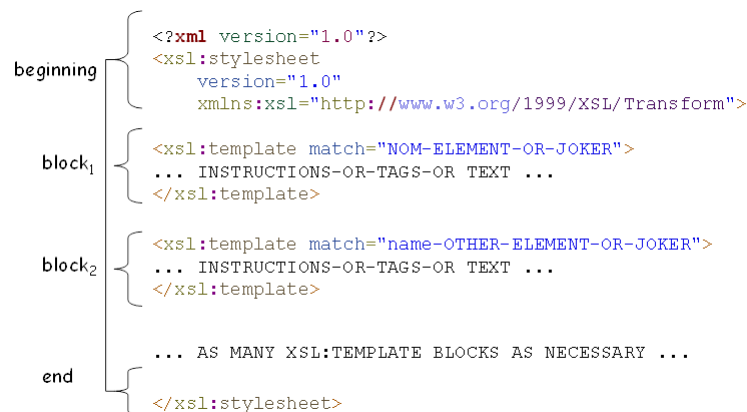 <?xml version="1.0"?>
beginning
<xsl:stylesheet
version="1.0"
xmlns:xsl="http://www.w3.org/1999/XSL/Transform">
block1
<xsl:template match="NOM-ELEMENT-OR-JOKER">
... INSTRUCTIONS-OR-TAGS-OR TEXT ...
</xsl:template>
block2
<xsl:template match="name-OTHER-ELEMENT-OR-JOKER">
... INSTRUCTIONS-OR-TAGS-OR TEXT ...
</xsl:template>
... AS MANY XSL:TEMPLATE BLOCKS AS NECESSARY ...
end
</xsl:stylesheet>